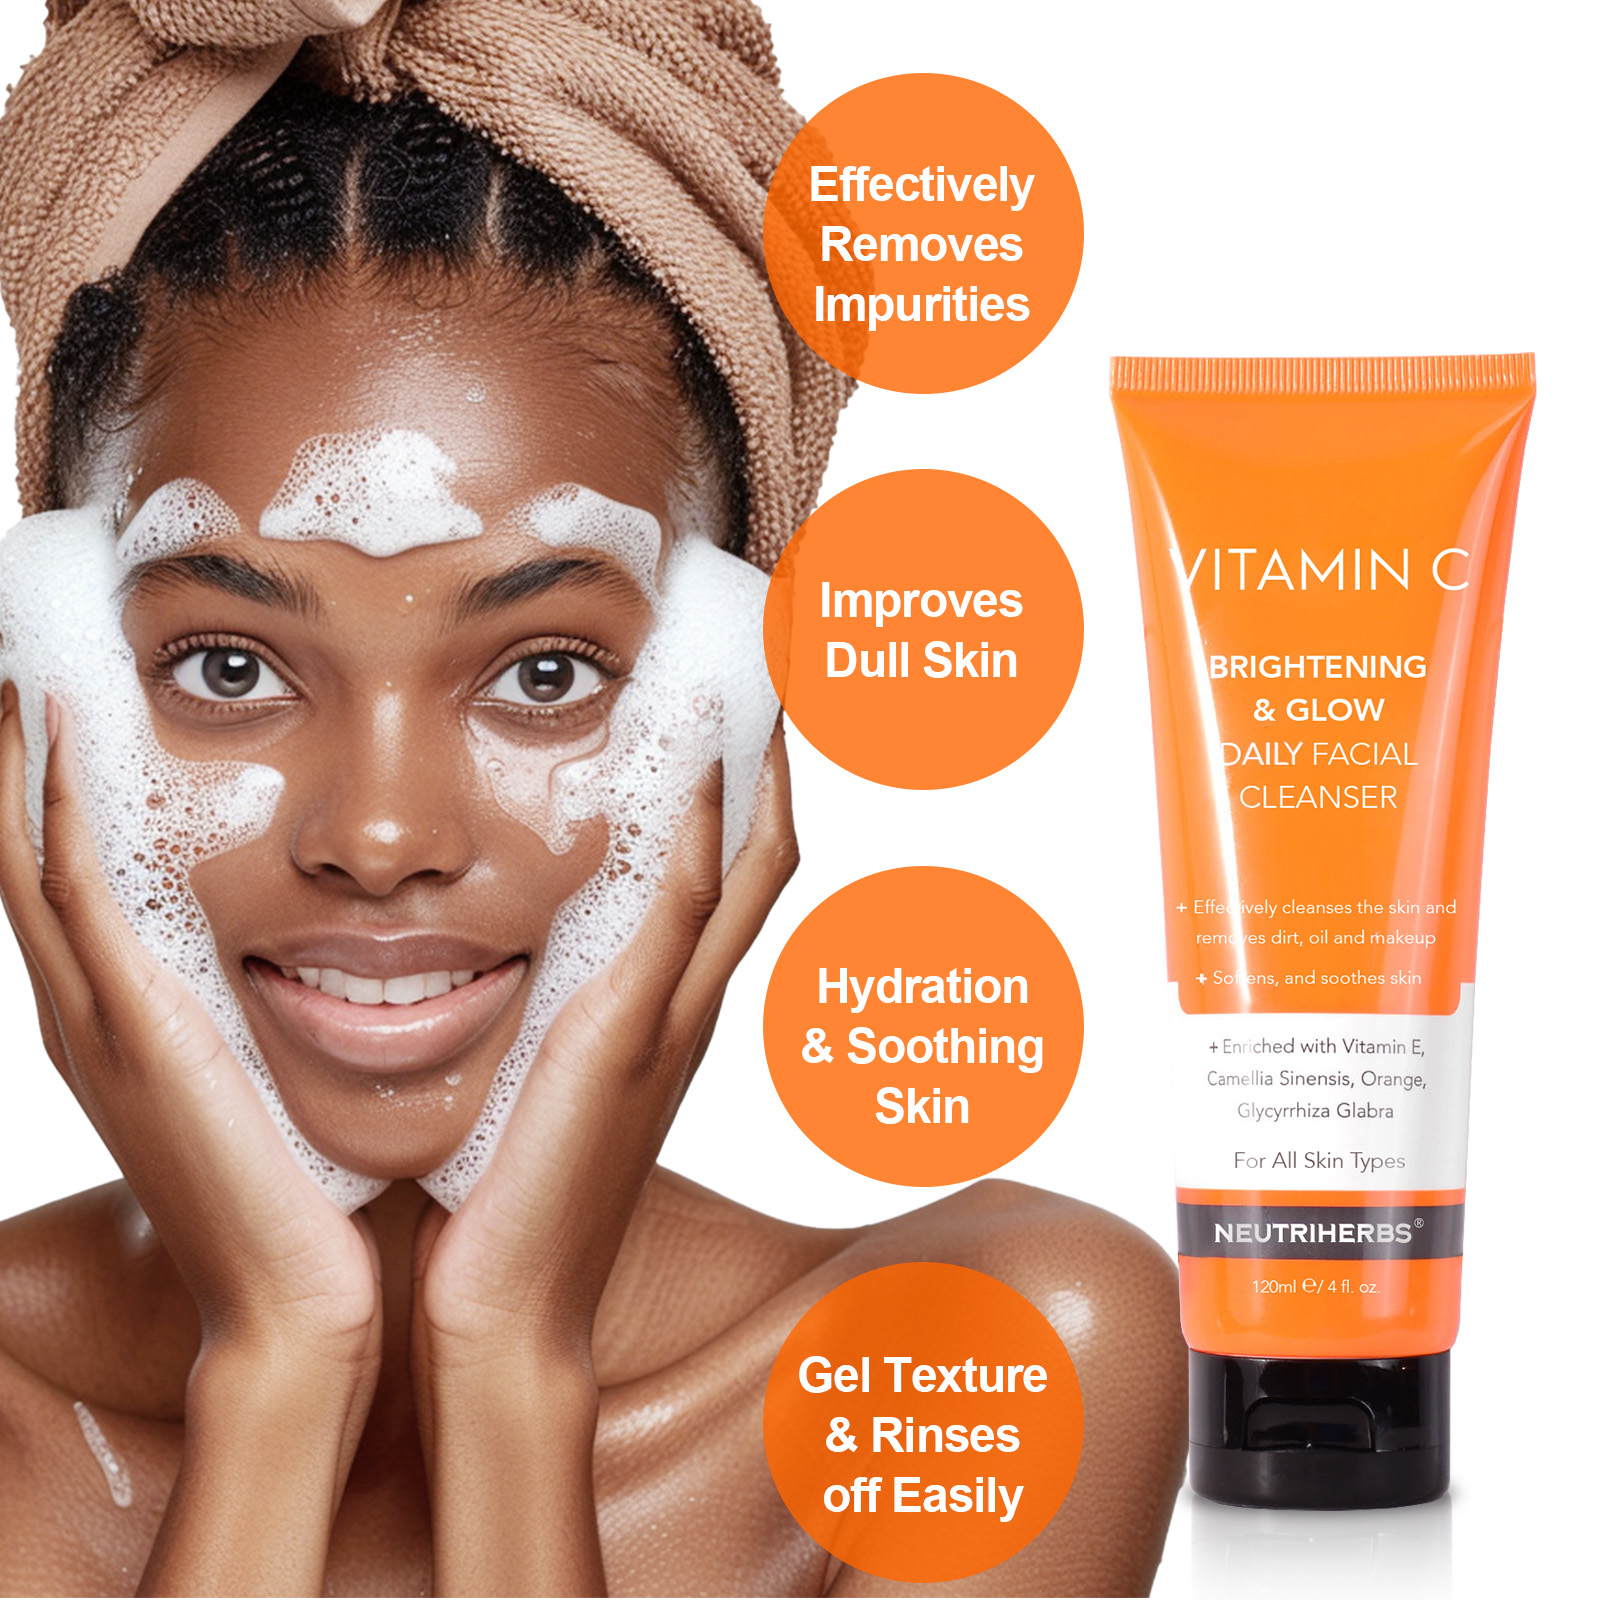 Effectively
Removes
Impurities
Improves
Dull Skin
Hydration
& Soothing
Skin
Gel Texture
& Rinses
off Easily
VITAMIN C
BRIGHTENING
& GLOW
DAILY FACIAL
CLEANSER
+ Effectively cleanses the skin and
removes dirt, oil and makeup
+ Softens, and soothes skin
+ Enriched with Vitamin E,
Camellia Sinensis, Orange,
Glycyrrhiza Glabra
For All Skin Types
NEUTRIHERBS®
120ml ℮/ 4 fl. oz.